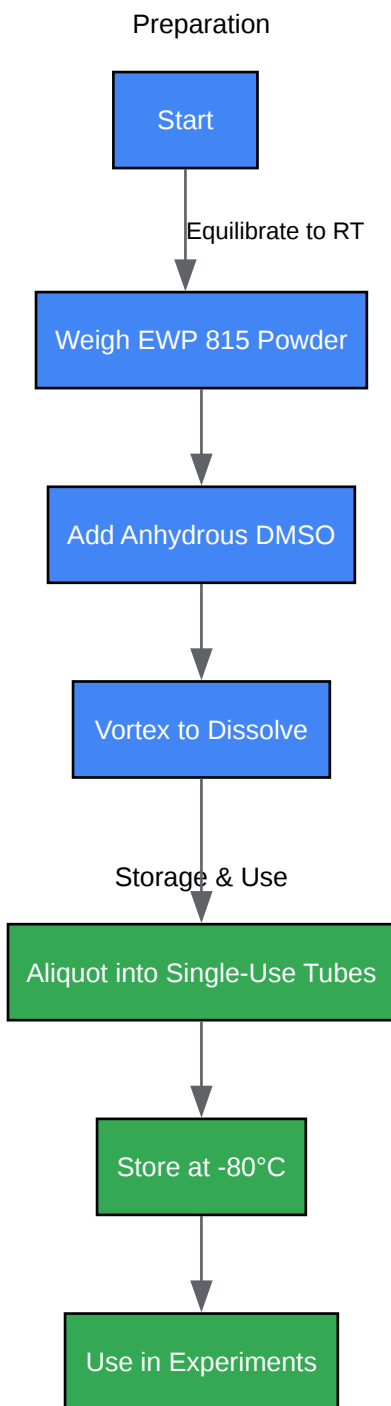 Preparation
Start
Equilibrate to RT
Weigh EWP 815 Powder
Add Anhydrous DMSO
Vortex to Dissolve
Storage & Use
Aliquot into Single-Use Tubes
Store at -80°C
Use in Experiments